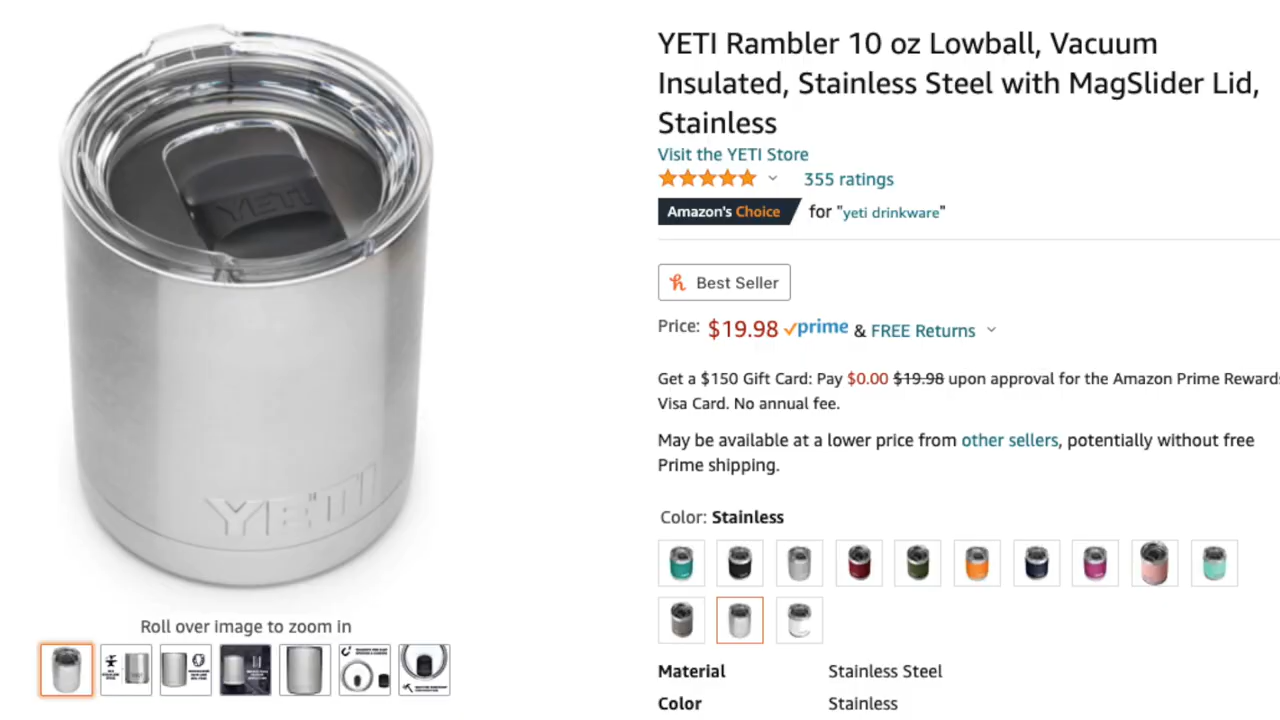 YETI
YETI
Roll over image to zoom in
YETI Rambler 10 oz Lowball, Vacuum
Insulated, Stainless Steel with MagSlider Lid,
Stainless
Visit the YETI Store
355 ratings
Amazon's Choice for "yeti drinkware"
Best Seller
Price: $19.98 prime & FREE Returns
Get a $150 Gift Card: Pay $0.00 $19.98 upon approval for the Amazon Prime Rewards
Visa Card. No annual fee.
May be available at a lower price from other sellers, potentially without free
Prime shipping.
Color: Stainless
Material Stainless Steel
Color Stainless